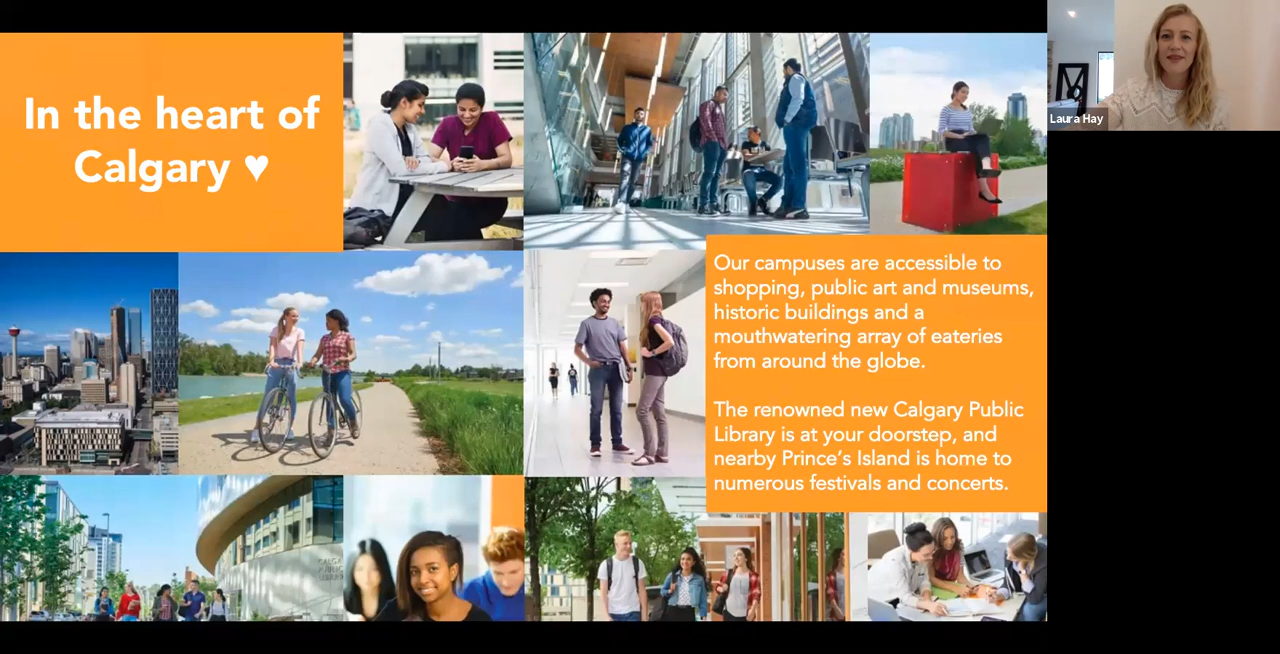 In the heart of
Calgary ♥
Laura Hay
Our campuses are accessible to
shopping, public art and museums,
historic buildings and a
mouthwatering array of eateries
from around the globe.
The renowned new Calgary Public
Library is at your doorstep, and
nearby Prince's Island is home to
numerous festivals and concerts.